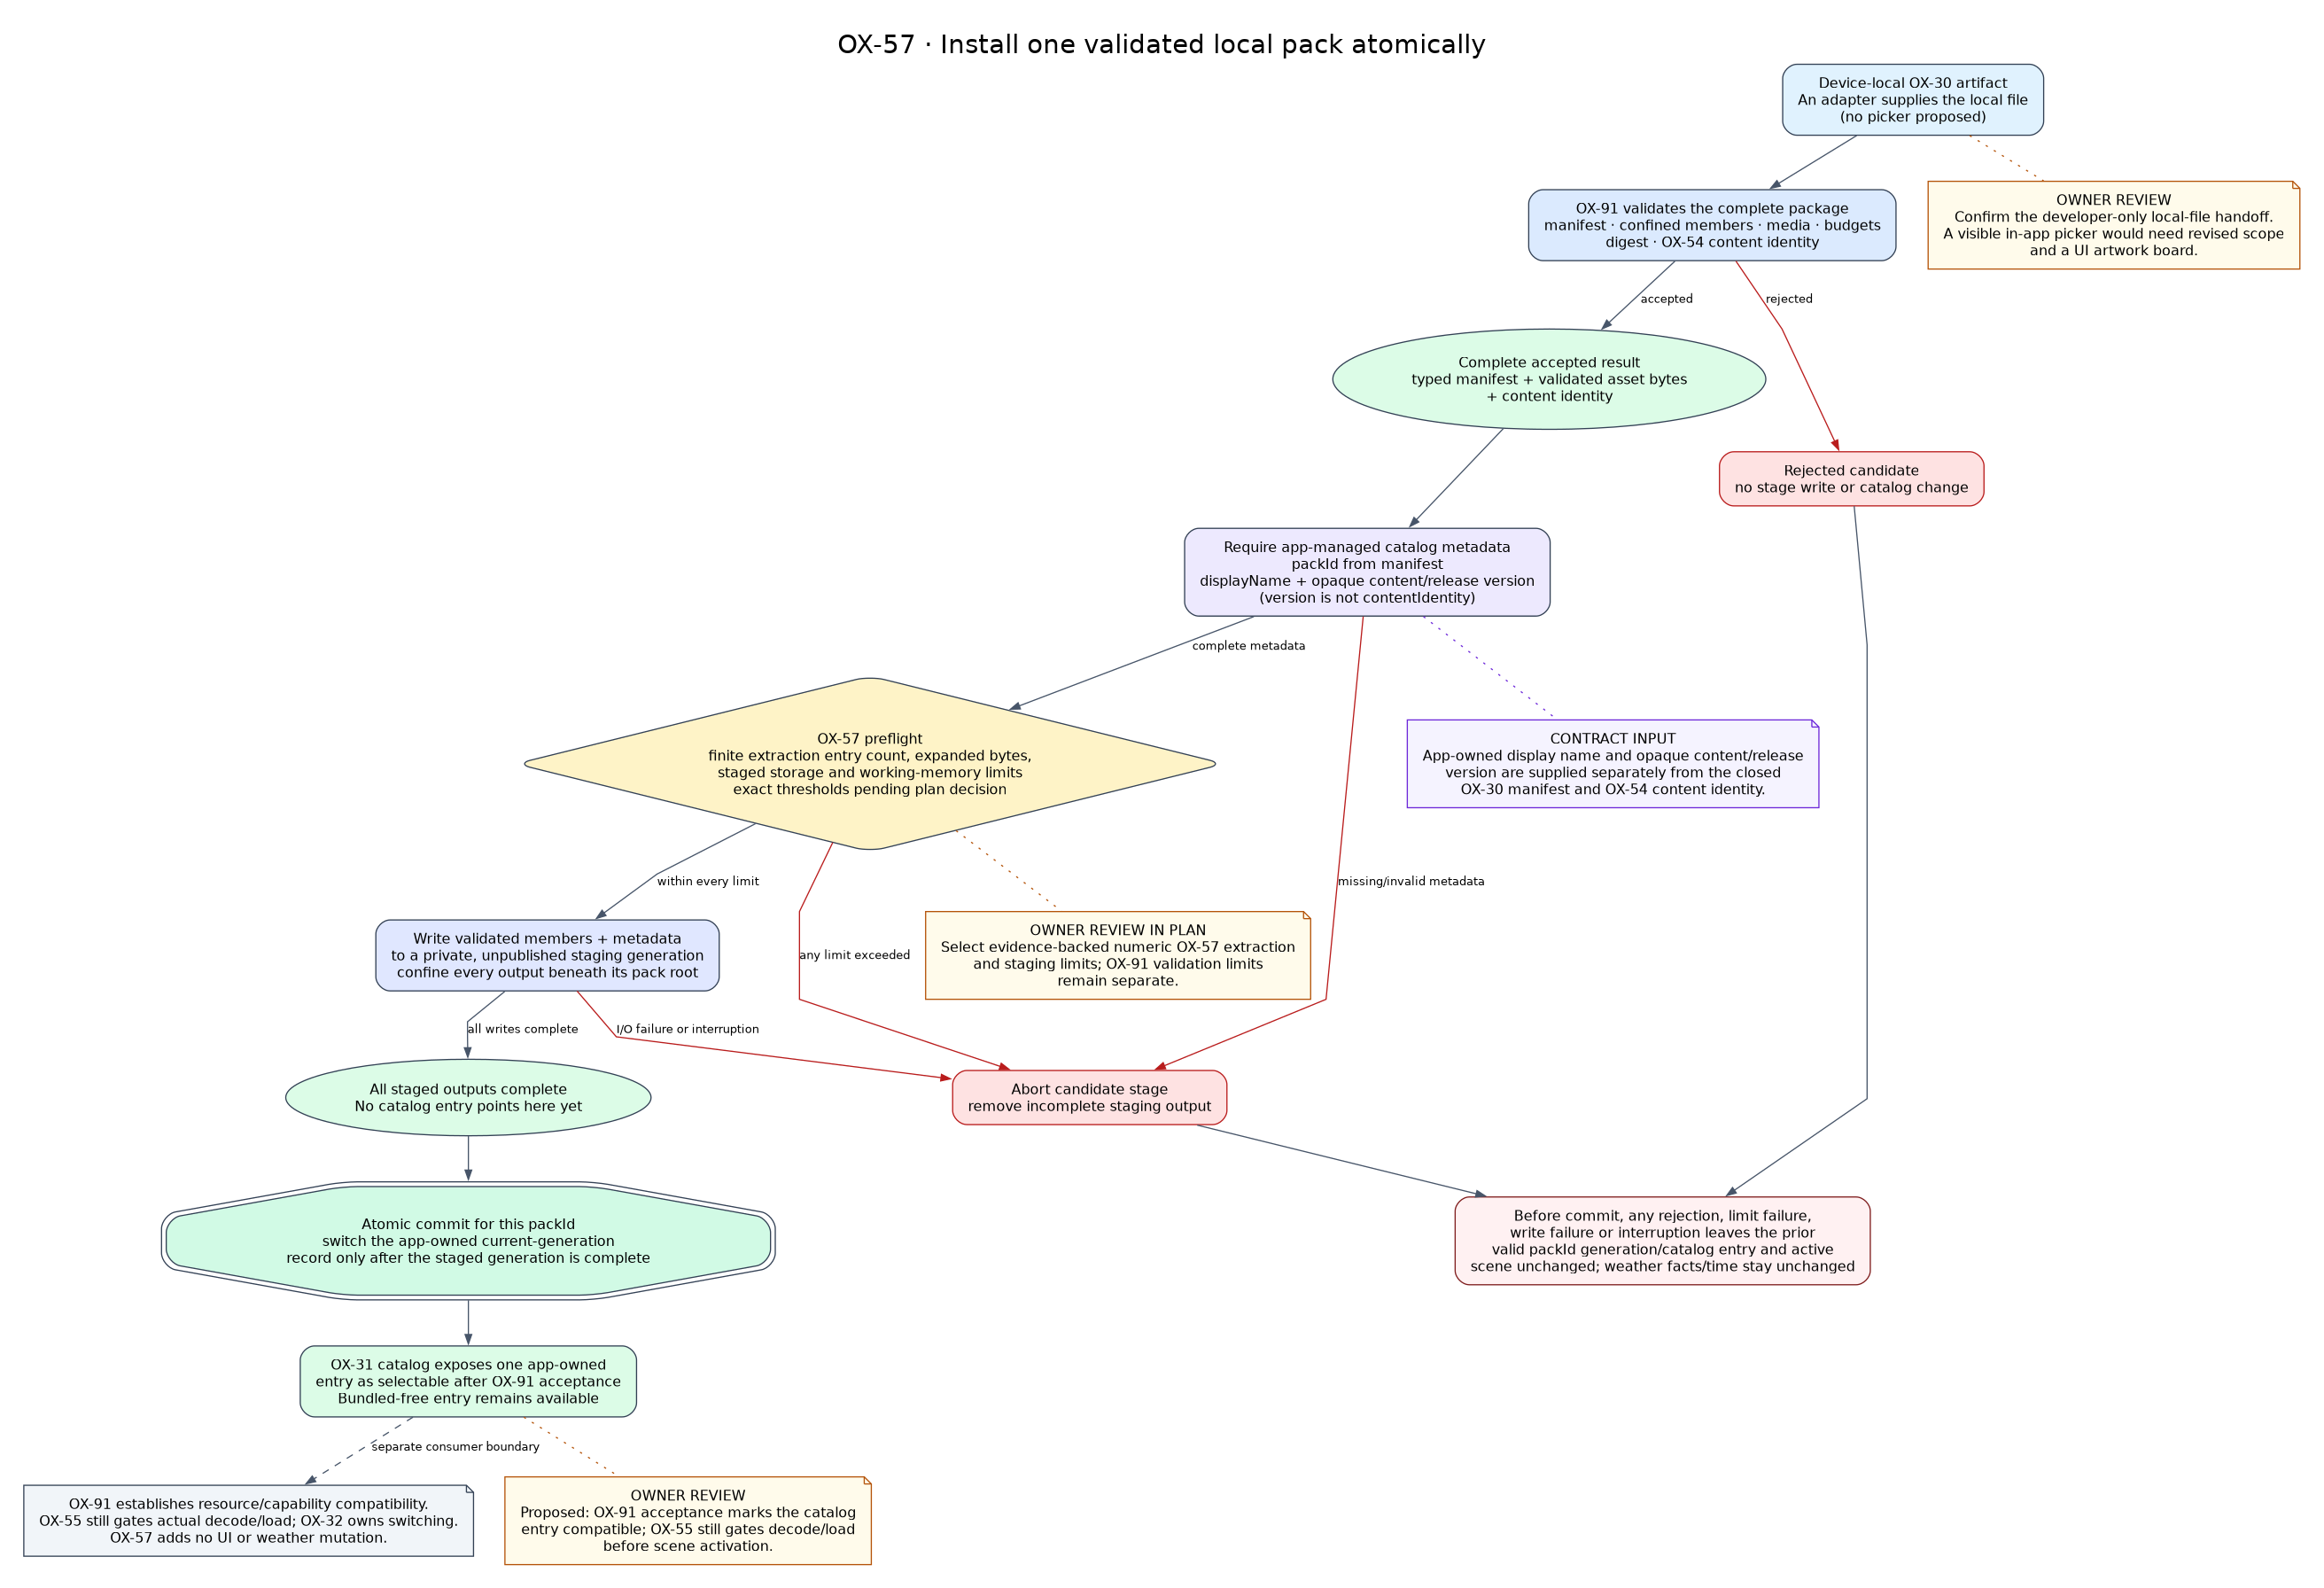 OX-57 · Install one validated local pack atomically
Device-local OX-30 artifact
An adapter supplies the local file
(no picker proposed)
OWNER REVIEW
Confirm the developer-only local-file handoff.
A visible in-app picker would need revised scope
and a UI artwork board.
OX-91 validates the complete package
manifest · confined members · media · budgets
digest · OX-54 content identity
accepted
rejected
Complete accepted result
typed manifest + validated asset bytes
+ content identity
Rejected candidate
no stage write or catalog change
Require app-managed catalog metadata
packId from manifest
displayName + opaque content/release version
(version is not contentIdentity)
complete metadata
OX-57 preflight
finite extraction entry count, expanded bytes,
staged storage and working-memory limits
exact thresholds pending plan decision
CONTRACT INPUT
App-owned display name and opaque content/release
version are supplied separately from the closed
OX-30 manifest and OX-54 content identity.
within every limit
missing/invalid metadata
any limit exceeded
Write validated members + metadata
to a private, unpublished staging generation
confine every output beneath its pack root
OWNER REVIEW IN PLAN
Select evidence-backed numeric OX-57 extraction
and staging limits; OX-91 validation limits
remain separate.
all writes complete
I/O failure or interruption
All staged outputs complete
No catalog entry points here yet
Abort candidate stage
remove incomplete staging output
Atomic commit for this packId
switch the app-owned current-generation
record only after the staged generation is complete
Before commit, any rejection, limit failure,
write failure or interruption leaves the prior
valid packId generation/catalog entry and active
scene unchanged; weather facts/time stay unchanged
OX-31 catalog exposes one app-owned
entry as selectable after OX-91 acceptance
Bundled-free entry remains available
separate consumer boundary
OX-91 establishes resource/capability compatibility.
OX-55 still gates actual decode/load; OX-32 owns switching.
OX-57 adds no UI or weather mutation.
OWNER REVIEW
Proposed: OX-91 acceptance marks the catalog
entry compatible; OX-55 still gates decode/load
before scene activation.